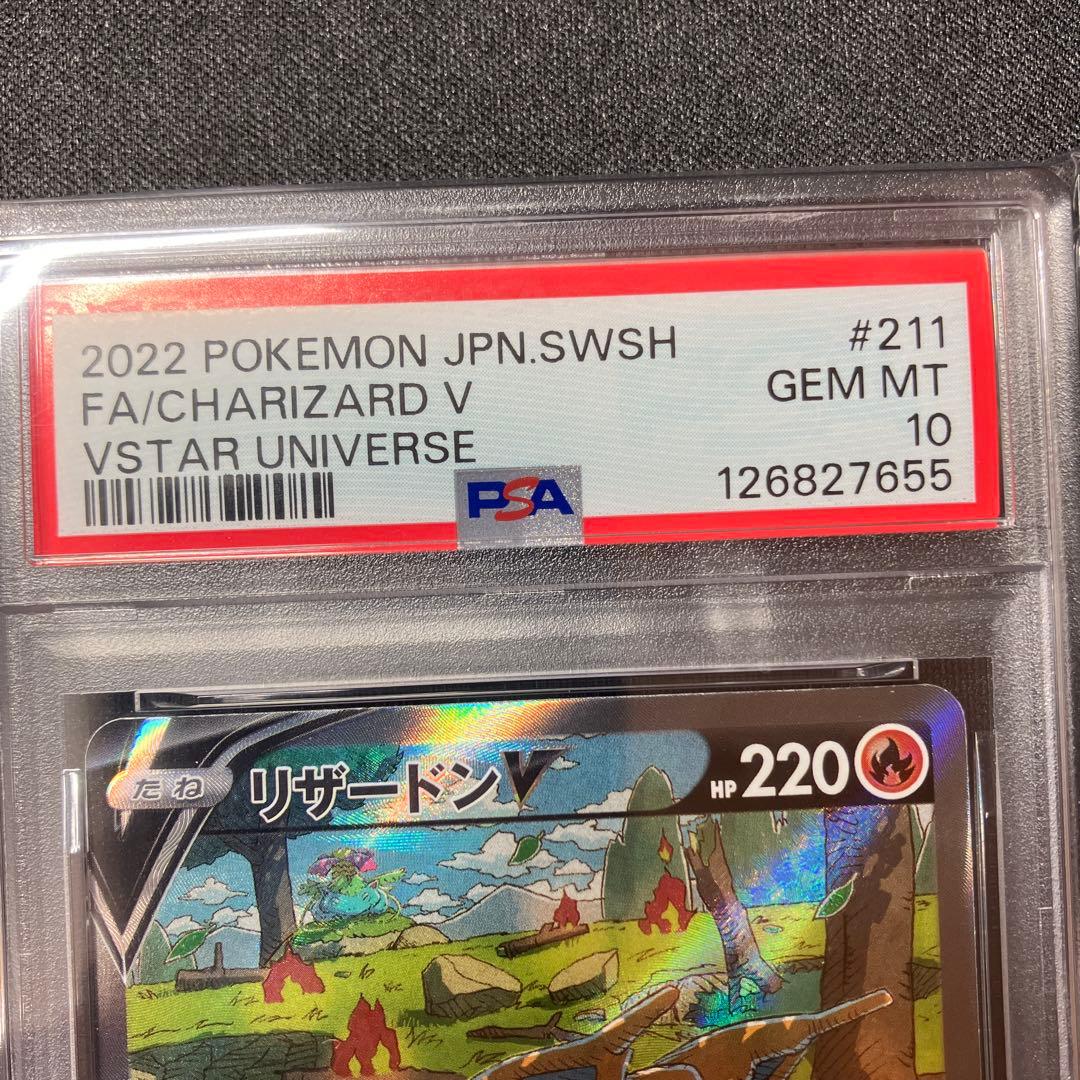 2022 POKEMON JPN.SWSH #211
FA/CHARIZARD V GEM MT
VSTAR UNIVERSE 10
PSA 126827655
たね リザードンV HP 220